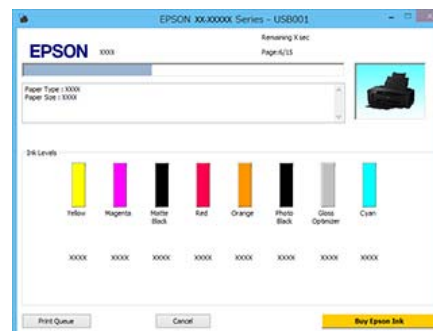 EPSON XX-XXXXX Series - USB001
EPSON XXXX
Remaining X sec
Page:6/15
Paper Type : XXXX
Paper Size : XXXX
Ink Levels
Yellow Magenta Matte Black Red Orange Photo Black Gloss Optimizer Cyan
XXXX XXXX XXXX XXXX XXXX XXXX XXXX XXXX
Print Queue Cancel Buy Epson Ink